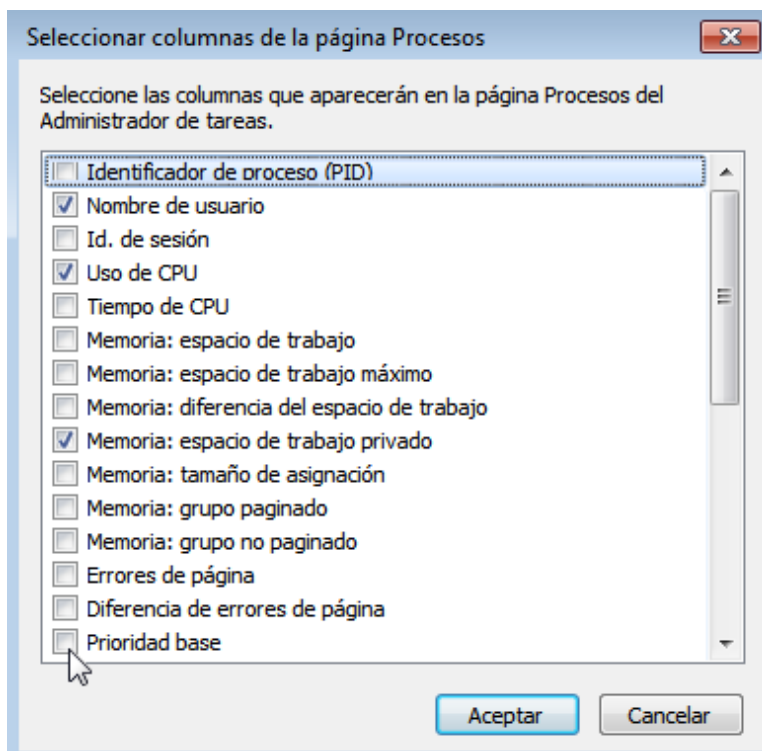 Seleccionar columnas de la página Procesos
Seleccione las columnas que aparecerán en la página Procesos del
Administrador de tareas.
Identificador de proceso (PID)
Nombre de usuario
Id. de sesión
Uso de CPU
Tiempo de CPU
Memoria: espacio de trabajo
Memoria: espacio de trabajo máximo
Memoria: diferencia del espacio de trabajo
Memoria: espacio de trabajo privado
Memoria: tamaño de asignación
Memoria: grupo paginado
Memoria: grupo no paginado
Errores de página
Diferencia de errores de página
Prioridad base
Aceptar Cancelar